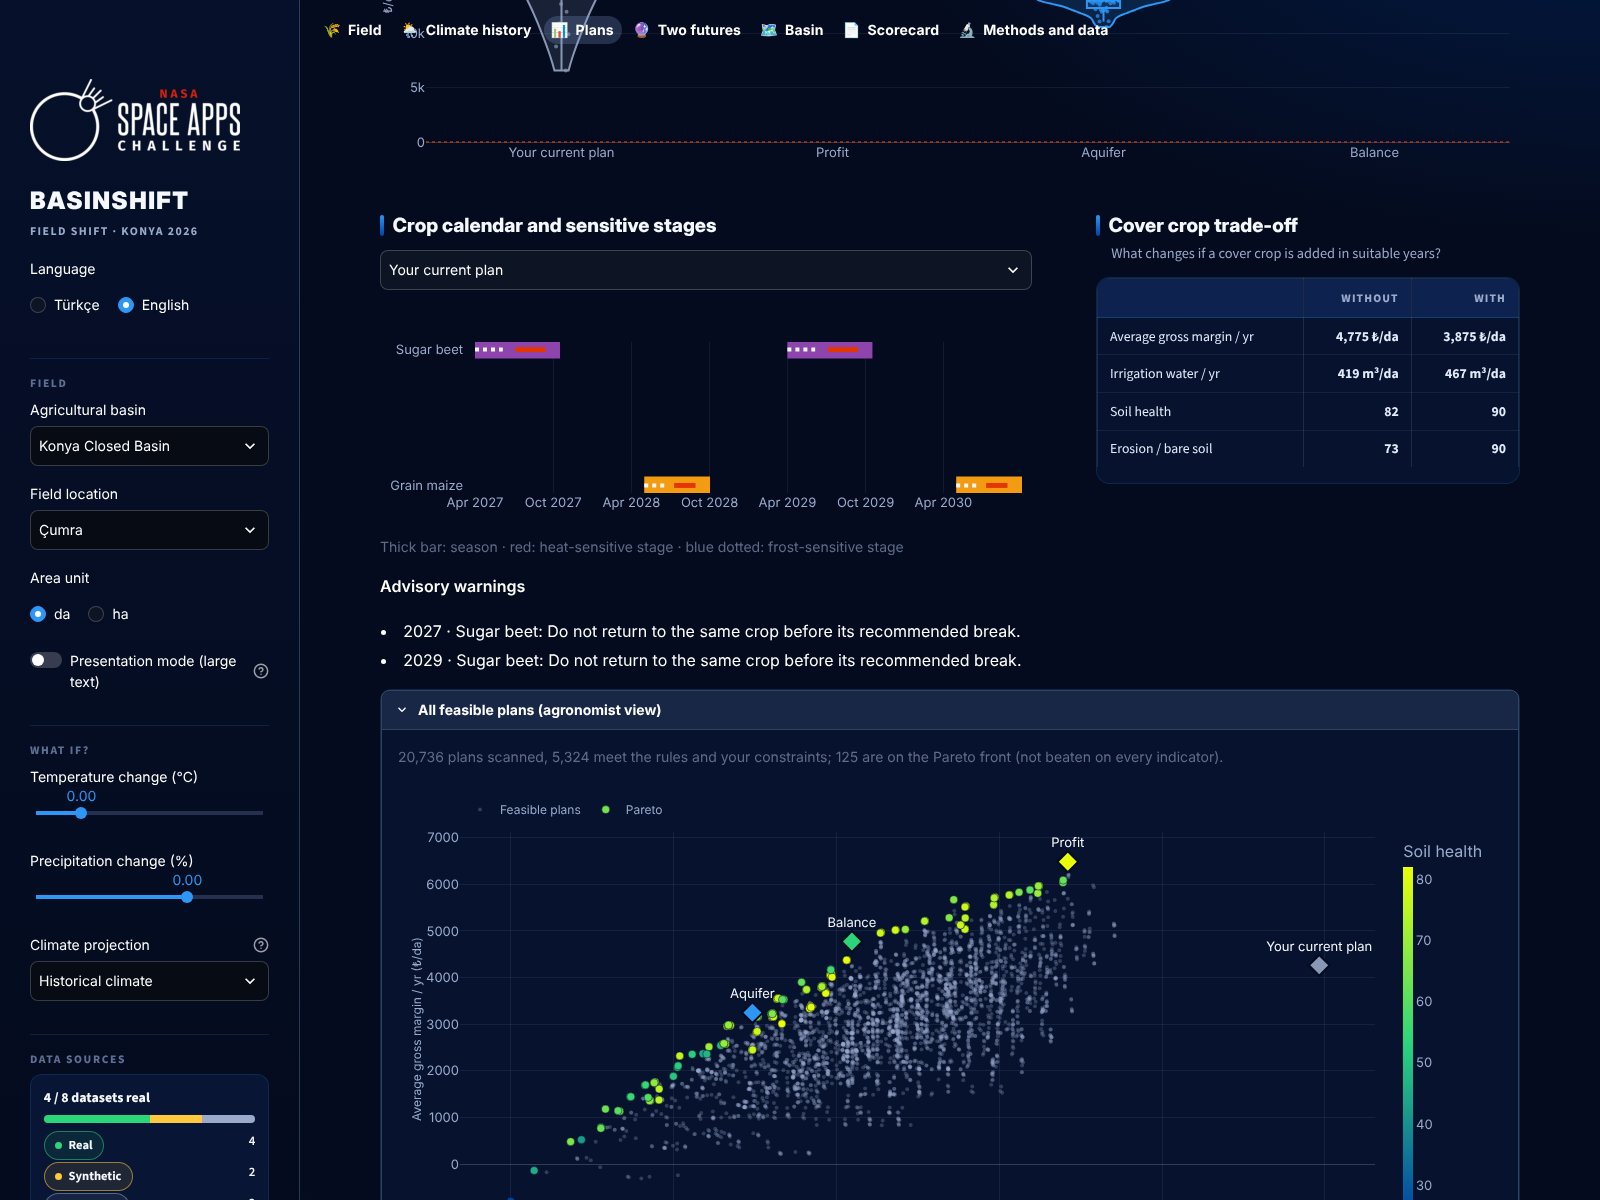 🌾 Field
🌦️ Climate history
📊 Plans
🔮 Two futures
🗺️ Basin
📄 Scorecard
🔬 Methods and data
5k
0
Your current plan
Profit
Aquifer
Balance
NASA
SPACE APPS
CHALLENGE
BASINSHIFT
FIELD SHIFT · KONYA 2026
Language
Türkçe
English
FIELD
Agricultural basin
Konya Closed Basin
Field location
Çumra
Area unit
da
ha
Presentation mode (large
text)
WHAT IF?
Temperature change (°C)
0.00
Precipitation change (%)
0.00
Climate projection
Historical climate
DATA SOURCES
4 / 8 datasets real
Real
4
Synthetic
2
Crop calendar and sensitive stages
Your current plan
Sugar beet
Grain maize
Apr 2027
Oct 2027
Apr 2028
Oct 2028
Apr 2029
Oct 2029
Apr 2030
Thick bar: season · red: heat-sensitive stage · blue dotted: frost-sensitive stage
Cover crop trade-off
What changes if a cover crop is added in suitable years?
WITHOUT
WITH
Average gross margin / yr
4,775 ₺/da
3,875 ₺/da
Irrigation water / yr
419 m³/da
467 m³/da
Soil health
82
90
Erosion / bare soil
73
90
Advisory warnings
• 2027 · Sugar beet: Do not return to the same crop before its recommended break.
• 2029 · Sugar beet: Do not return to the same crop before its recommended break.
All feasible plans (agronomist view)
20,736 plans scanned, 5,324 meet the rules and your constraints; 125 are on the Pareto front (not beaten on every indicator).
Feasible plans
Pareto
Average gross margin / yr (₺/da)
7000
6000
5000
4000
3000
2000
1000
0
Profit
Balance
Aquifer
Your current plan
Soil health
80
70
60
50
40
30